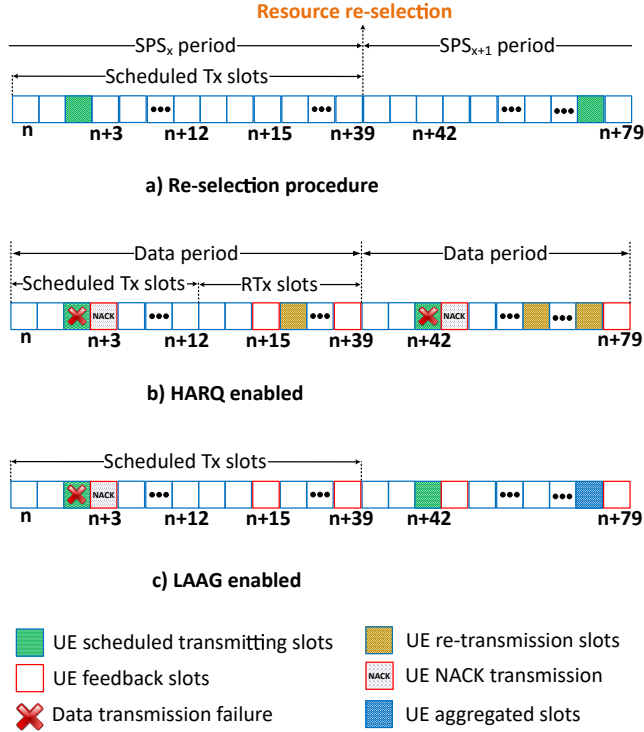 Resource re-selection
SPSx period SPSx+1 period
Scheduled Tx slots
n n+3 n+12 n+15 n+39 n+42 n+79
a) Re-selection procedure
Data period Data period
Scheduled Tx slots RTx slots
NACK NACK
n n+3 n+12 n+15 n+39 n+42 n+79
b) HARQ enabled
Scheduled Tx slots
NACK
n n+3 n+12 n+15 n+39 n+42 n+79
c) LAAG enabled
UE scheduled transmitting slots UE re-transmission slots
UE feedback slots NACK UE NACK transmission
Data transmission failure UE aggregated slots